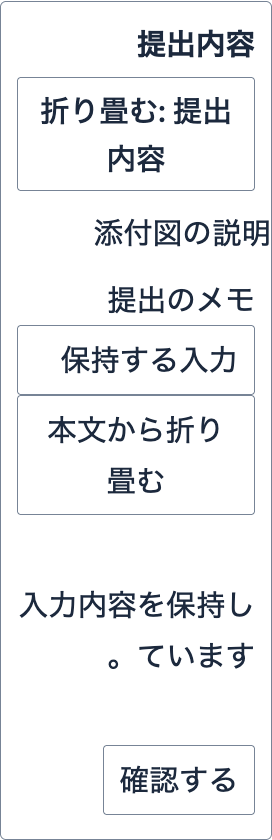 提出内容
折り畳む: 提出
内容
添付図の説明
提出のメモ
保持する入力
本文から折り
畳む
入力内容を保持し
ています。
確認する